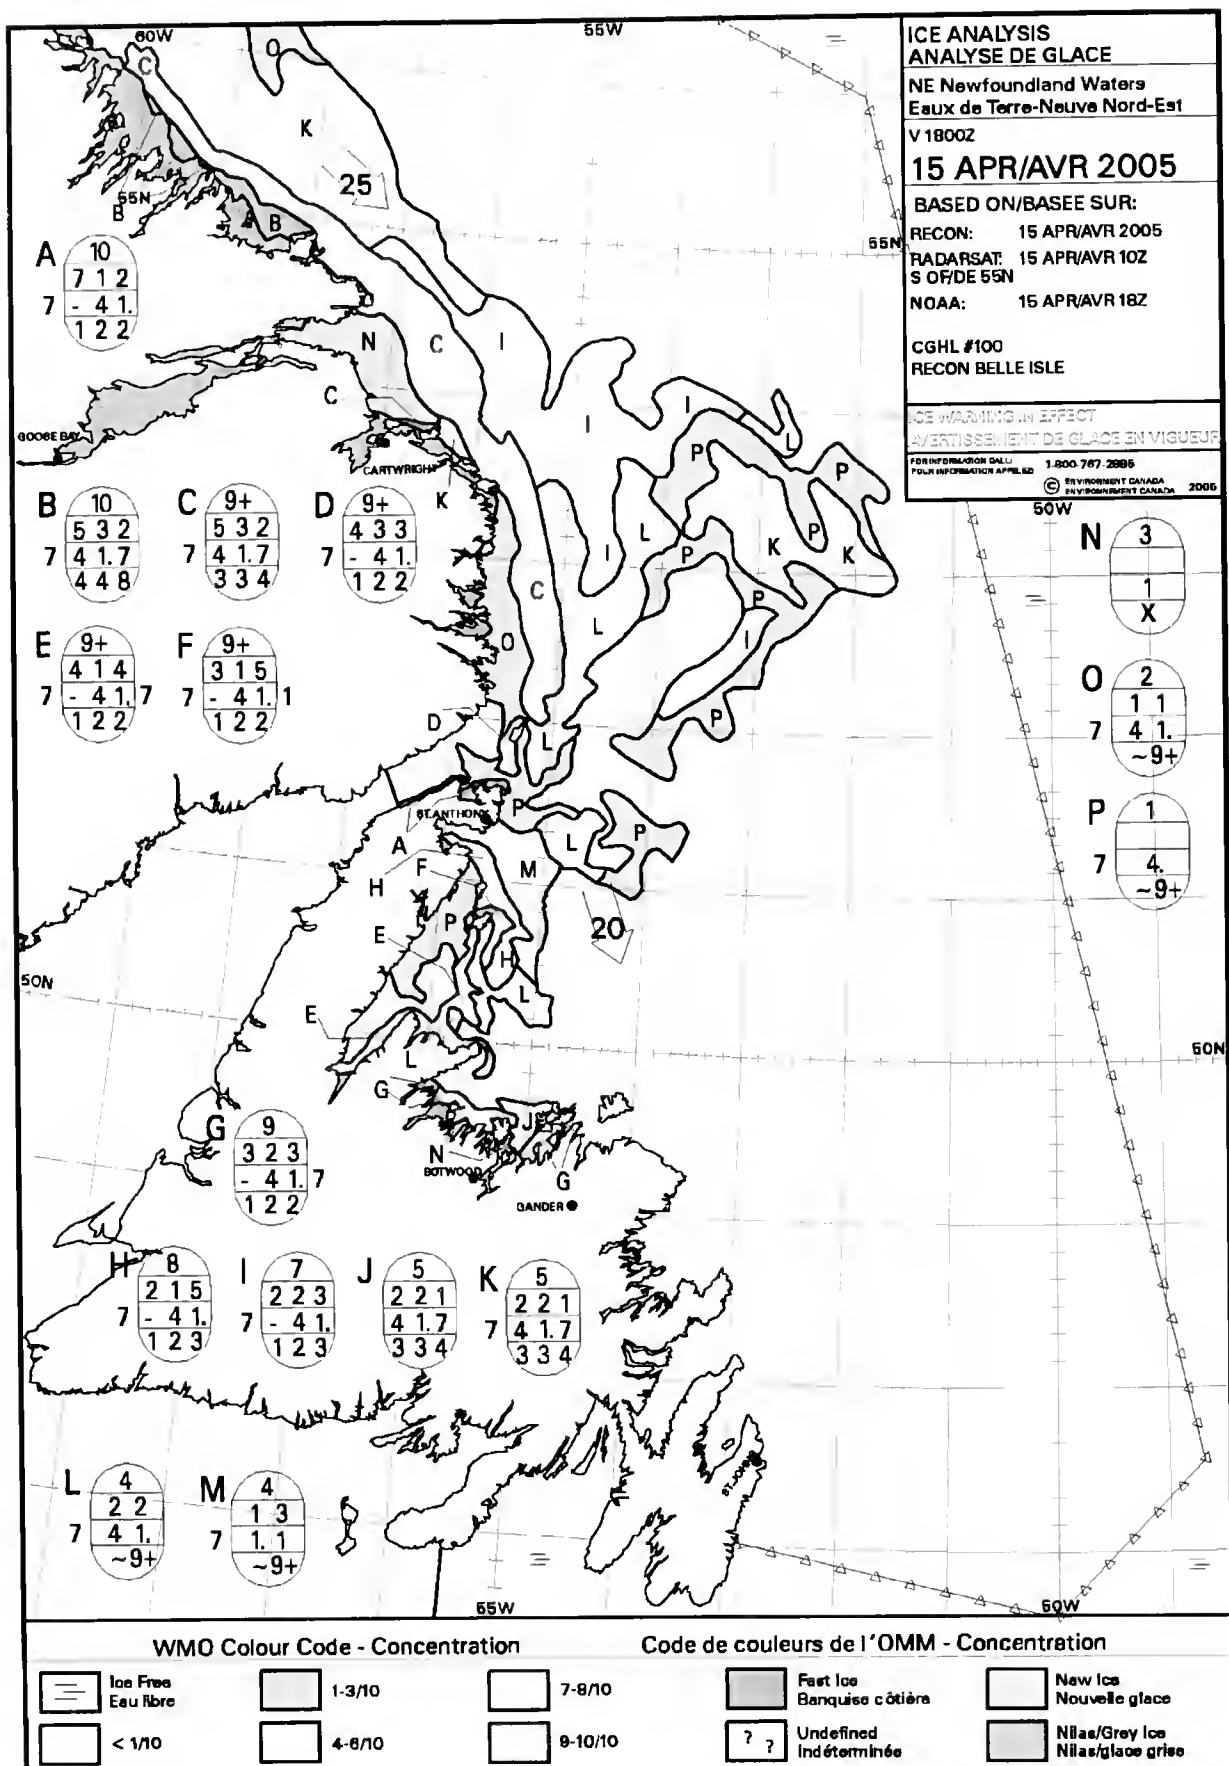 60W
55W
ICE ANALYSIS
ANALYSE DE GLACE
NE Newfoundland Waters
Eaux de Terre-Neuve Nord-Est
V 1800Z
15 APR/AVR 2005
BASED ON/BASEE SUR:
RECON: 15 APR/AVR 2005
RADARSAT: 15 APR/AVR 10Z
S OF/DE 55N
NOAA: 15 APR/AVR 18Z
CGHL #100
RECON BELLE ISLE
ICE WARNING IN EFFECT
AVERTISSEMENT DE GLACE EN VIGUEUR
FOR INFORMATION CALL:
POUR INFORMATION APPELEZ 1-800-767-2885
© ENVIRONMENT CANADA
ENVIRONNEMENT CANADA 2005
C
O
K
25
55N
B
A B
55N
A
10
7 1 2
7 - 4 1.
1 2 2
N C I
C
GOOSE BAY
CARTWRIGHT
K
I
I
L
P
P
K
P
K
I
L
P
P
I
L
P
C
O
50W
B
10
5 3 2
7 4 1. 7
4 4 8
C
9+
5 3 2
7 4 1. 7
3 3 4
D
9+
4 3 3
7 - 4 1.
1 2 2
N
3
1
X
E
9+
4 1 4
7 - 4 1. 7
1 2 2
F
9+
3 1 5
7 - 4 1. 1
1 2 2
O
2
1 1
7 4 1.
~9+
P
1
7 4.
~9+
D
L
ST.ANTHONY
P
A
L
P
H
F
M
20
P
E
H
L
50N
E
L
50N
G
J
N
BOTWOOD
G
GANDER
G
9
3 2 3
- 4 1. 7
1 2 2
H
8
2 1 5
7 - 4 1.
1 2 3
I
7
2 2 3
7 - 4 1.
1 2 3
J
5
2 2 1
4 1. 7
3 3 4
K
5
2 2 1
7 4 1. 7
3 3 4
L
4
2 2
7 4 1.
~9+
M
4
1 3
7 1. 1
~9+
ST.JOHN'S
55W
50W
WMO Colour Code - Concentration
Code de couleurs de l'OMM - Concentration
Ice Free
Eau libre
1-3/10
7-8/10
Fast Ice
Banquise côtière
New Ice
Nouvelle glace
< 1/10
4-6/10
9-10/10
? ?
Undefined
Indéterminée
Nilas/Grey Ice
Nilas/glace grise